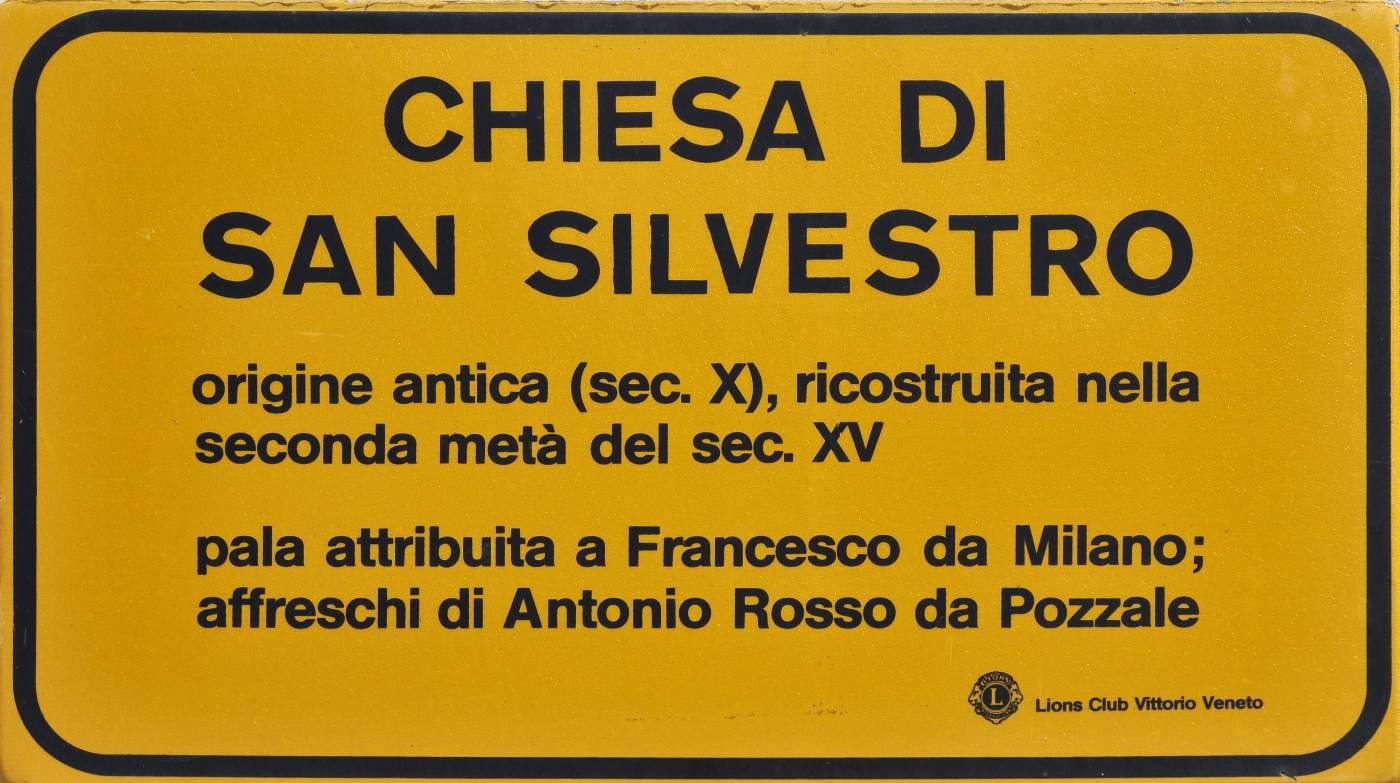 CHIESA DI
SAN SILVESTRO
origine antica (sec. X), ricostruita nella
seconda metà del sec. XV
pala attribuita a Francesco da Milano;
affreschi di Antonio Rosso da Pozzale
L
Lions Club Vittorio Veneto